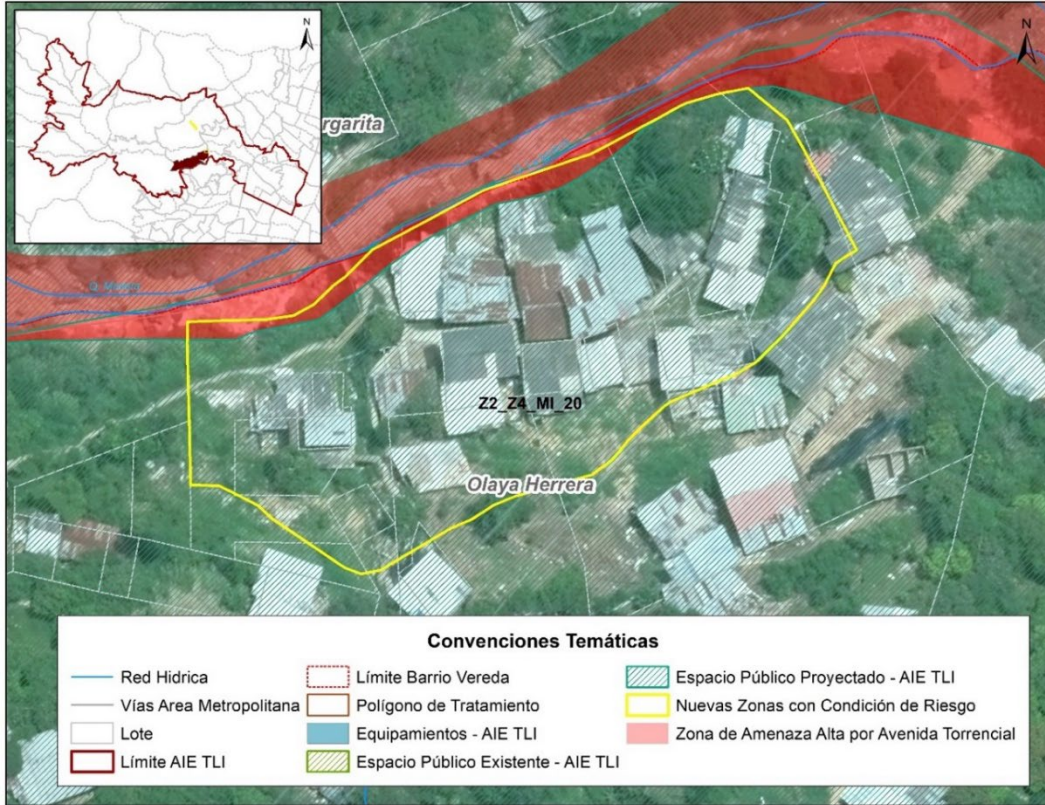 N
N
rgarita
Z2_Z4_MI_20
Olaya Herrera
Convenciones Temáticas
Red Hidrica
Vías Area Metropolitana
Lote
Límite AIE TLI
Límite Barrio Vereda
Polígono de Tratamiento
Equipamientos - AIE TLI
Espacio Público Existente - AIE TLI
Espacio Público Proyectado - AIE TLI
Nuevas Zonas con Condición de Riesgo
Zona de Amenaza Alta por Avenida Torrencial